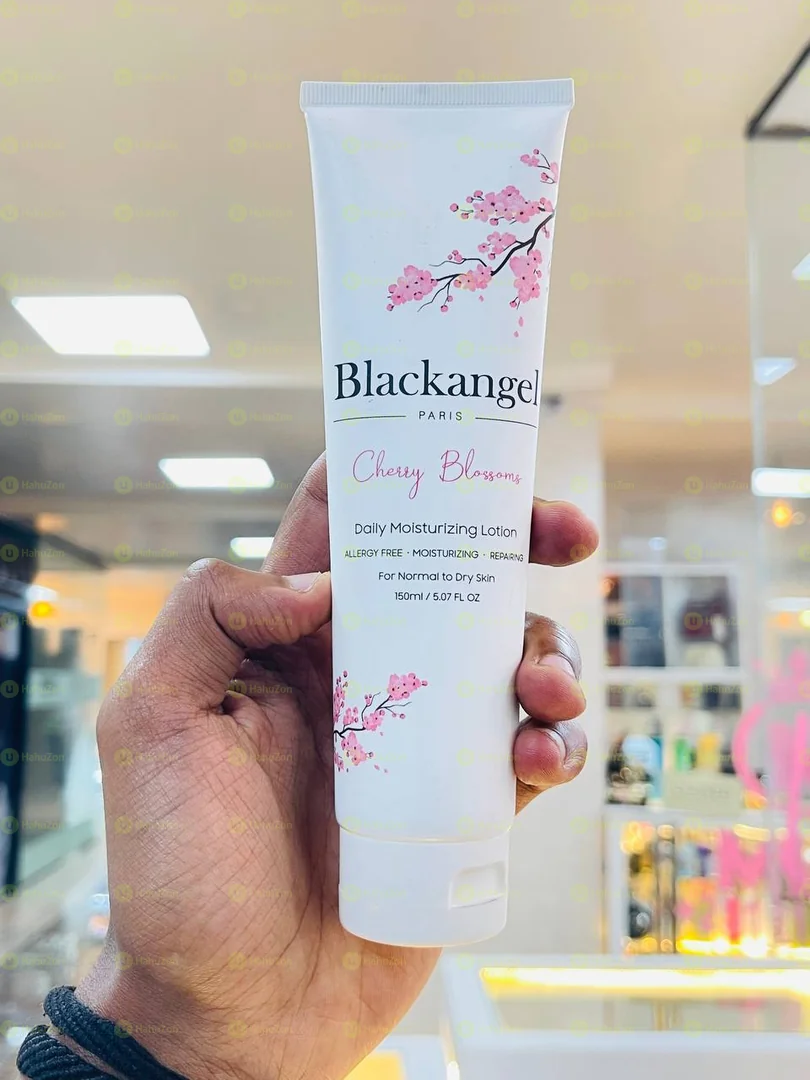 Blackangel
PARIS
Cherry Blossoms
Daily Moisturizing Lotion
ALLERGY FREE · MOISTURIZING · REPAIRING
For Normal to Dry Skin
150ml / 5.07 FL OZ
HahuZon